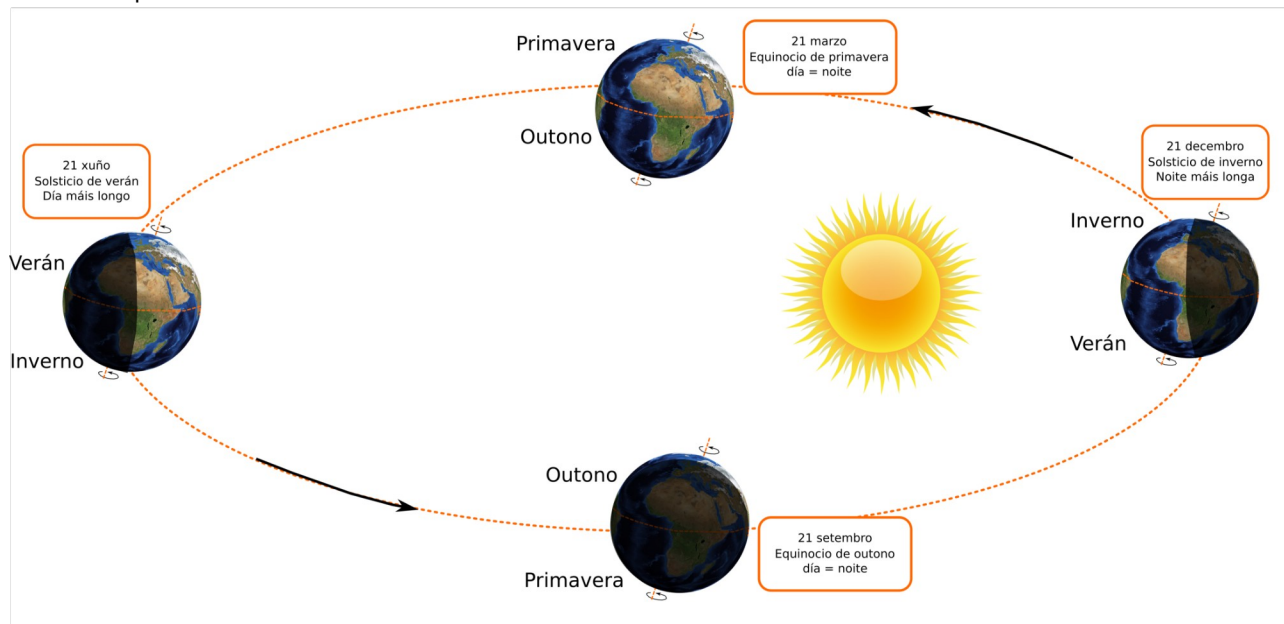 Primavera
21 marzo
Equinocio de primavera
día = noite
Outono
21 xuño
Solsticio de verán
Día máis longo
21 decembro
Solsticio de inverno
Noite máis longa
Inverno
Verán
Verán
Inverno
Outono
21 setembro
Equinocio de outono
día = noite
Primavera